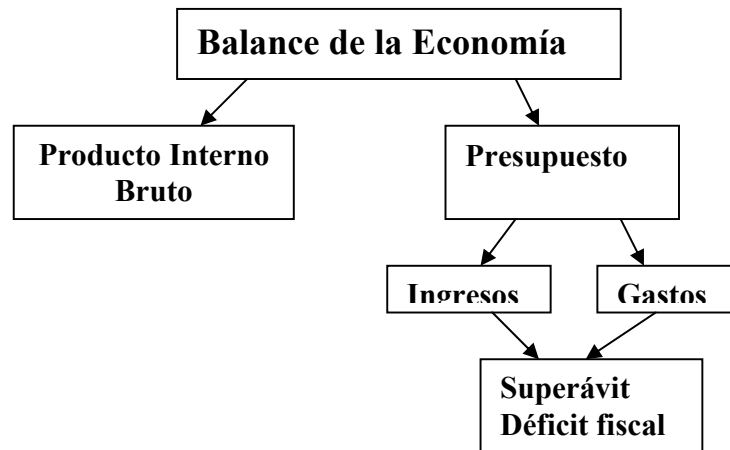 Balance de la Economía
Producto Interno
Bruto
Presupuesto
Ingresos
Gastos
Superávit
Déficit fiscal